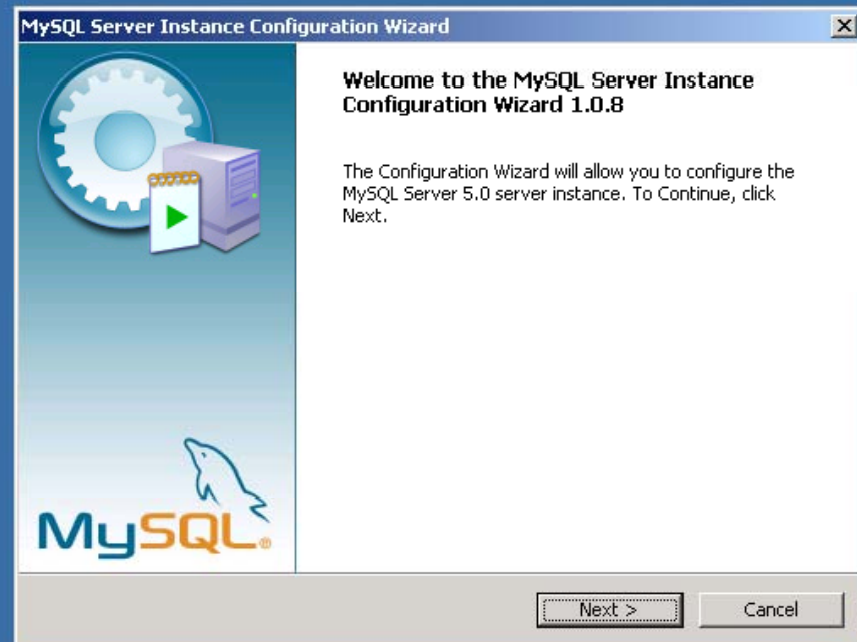 MySQL Server Instance Configuration Wizard
Welcome to the MySQL Server Instance
Configuration Wizard 1.0.8
The Configuration Wizard will allow you to configure the
MySQL Server 5.0 server instance. To Continue, click
Next.
MySQL®
Next >
Cancel